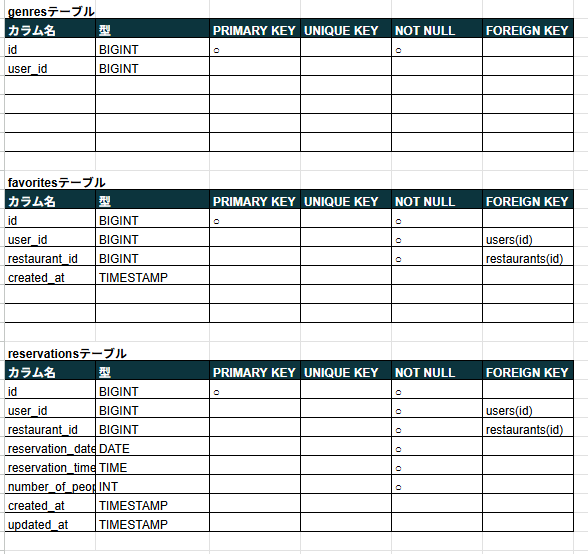 genresテーブル
カラム名 型 PRIMARY KEY UNIQUE KEY NOT NULL FOREIGN KEY
id BIGINT ○ ○
user_id BIGINT
favoritesテーブル
カラム名 型 PRIMARY KEY UNIQUE KEY NOT NULL FOREIGN KEY
id BIGINT ○ ○
user_id BIGINT ○ users(id)
restaurant_id BIGINT ○ restaurants(id)
created_at TIMESTAMP
reservationsテーブル
カラム名 型 PRIMARY KEY UNIQUE KEY NOT NULL FOREIGN KEY
id BIGINT ○ ○
user_id BIGINT ○ users(id)
restaurant_id BIGINT ○ restaurants(id)
reservation_date DATE ○
reservation_time TIME ○
number_of_peop INT ○
created_at TIMESTAMP
updated_at TIMESTAMP